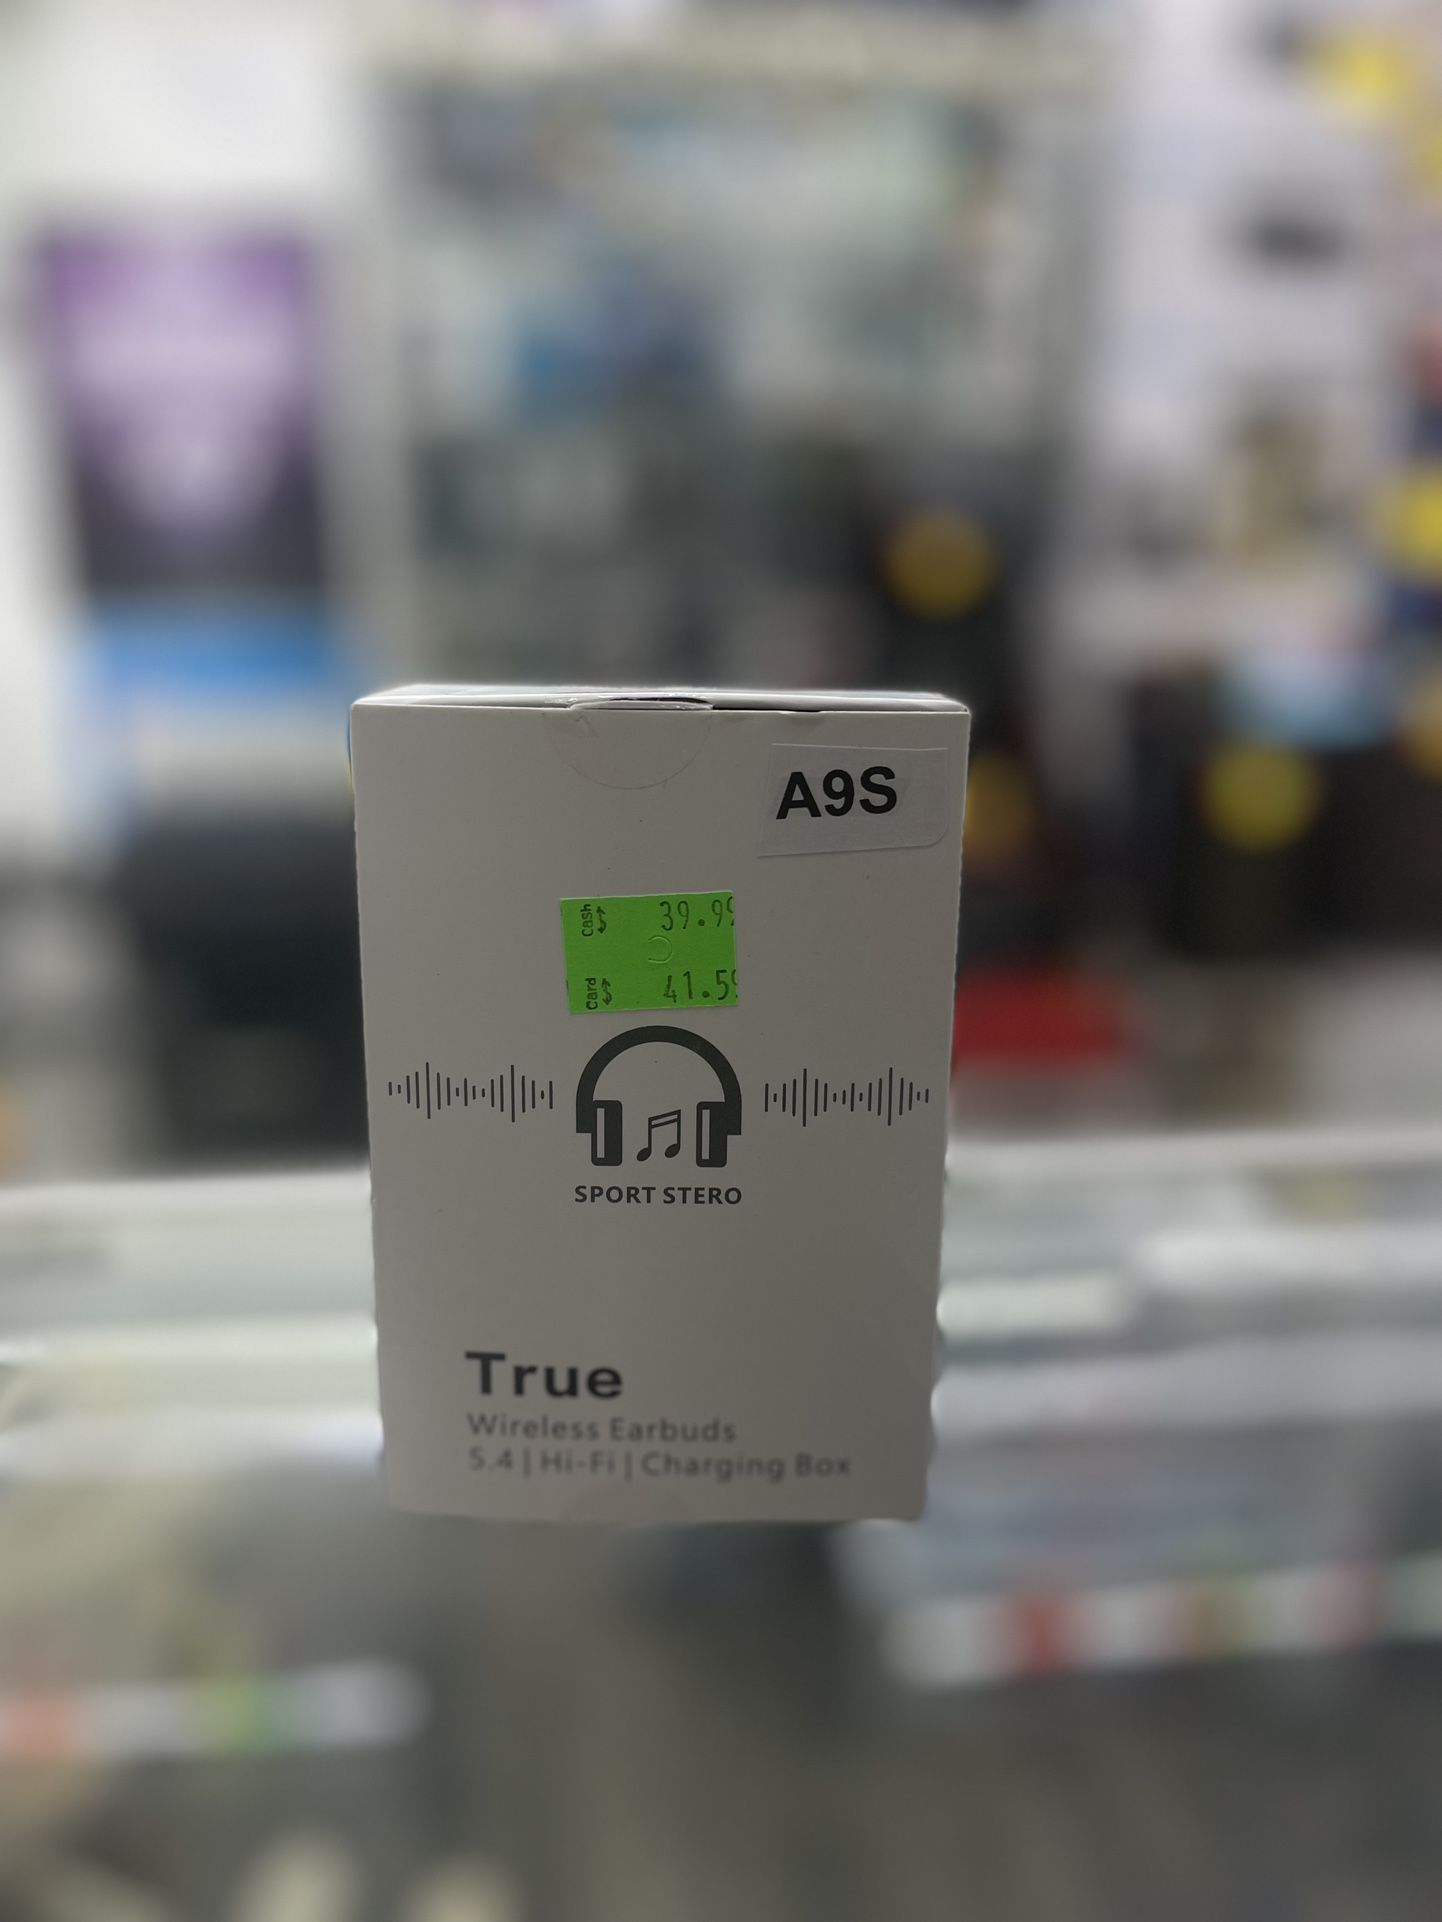 A9S
Cash $ 39.99
Card $ 41.59
SPORT STERO
True
Wireless Earbuds
5.4 | Hi-Fi | Charging Box